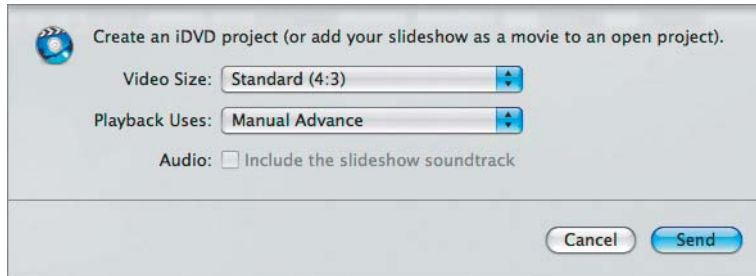 Create an iDVD project (or add your slideshow as a movie to an open project).
Video Size: Standard (4:3)
Playback Uses: Manual Advance
Audio: Include the slideshow soundtrack
Cancel Send